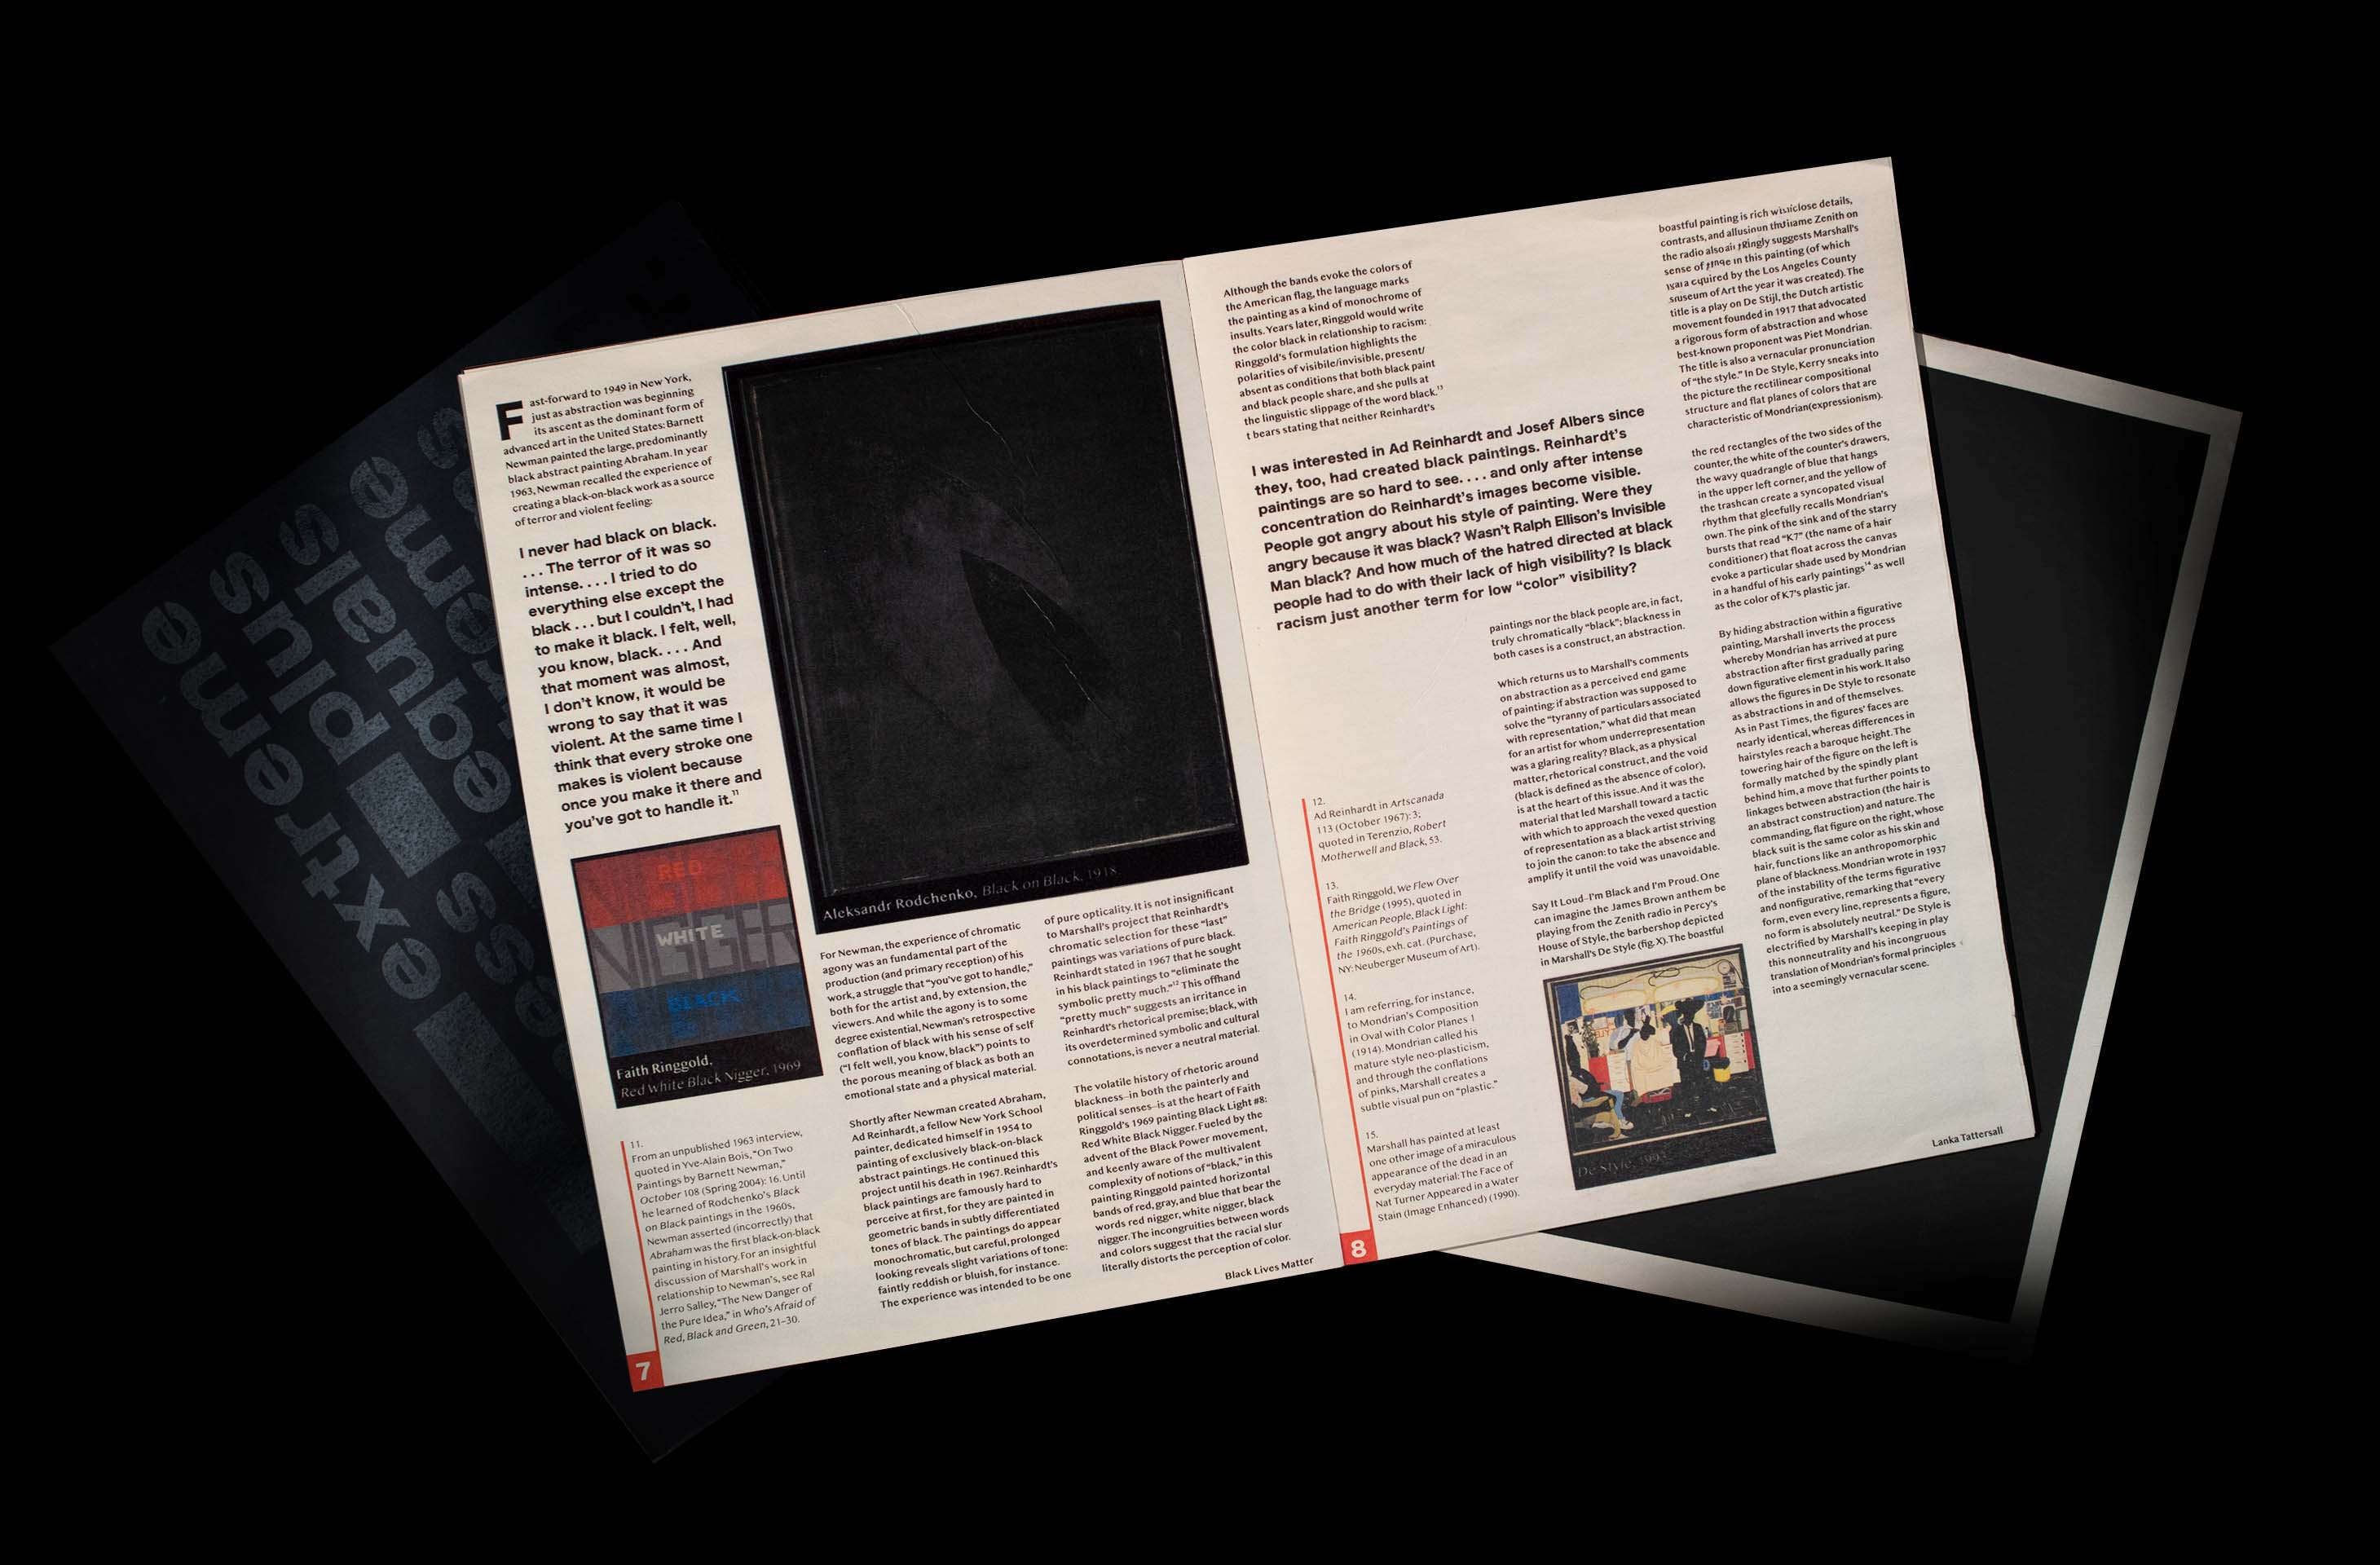 Fast-forward to 1949 in New York,
just as abstraction was beginning
its ascent as the dominant form of
advanced art in the United States: Barnett
Newman painted the large, predominantly
black abstract painting Abraham. In year
1963, Newman recalled the experience of
creating a black-on-black work as a source
of terror and violent feeling:
I never had black on black.
. . . The terror of it was so
intense. . . . I tried to do
everything else except the
black . . . but I couldn't, I had
to make it black. I felt, well,
you know, black. . . . And
that moment was almost,
I don't know, it would be
wrong to say that it was
violent. At the same time I
think that every stroke one
makes is violent because
once you make it there and
you've got to handle it.11
RED
WHITE
NIGGER
BLACK
Faith Ringgold,
Red White Black Nigger, 1969
11.
From an unpublished 1963 interview,
quoted in Yve-Alain Bois, "On Two
Paintings by Barnett Newman,"
October 108 (Spring 2004): 16. Until
he learned of Rodchenko's Black
on Black paintings in the 1960s,
Newman asserted (incorrectly) that
Abraham was the first black-on-black
painting in history. For an insightful
discussion of Marshall's work in
relationship to Newman's, see Ral
Jerro Salley, "The New Danger of
the Pure Idea," in Who's Afraid of
Red, Black and Green, 21–30.
7
Aleksandr Rodchenko, Black on Black, 1918
For Newman, the experience of chromatic
agony was an fundamental part of the
production (and primary reception) of his
work, a struggle that "you've got to handle,"
both for the artist and, by extension, the
viewers. And while the agony is to some
degree existential, Newman's retrospective
conflation of black with his sense of self
("I felt well, you know, black") points to
the porous meaning of black as both an
emotional state and a physical material.
Shortly after Newman created Abraham,
Ad Reinhardt, a fellow New York School
painter, dedicated himself in 1954 to
painting of exclusively black-on-black
abstract paintings. He continued this
project until his death in 1967. Reinhardt's
black paintings are famously hard to
perceive at first, for they are painted in
geometric bands in subtly differentiated
tones of black. The paintings do appear
monochromatic, but careful, prolonged
looking reveals slight variations of tone:
faintly reddish or bluish, for instance.
The experience was intended to be one
of pure opticality. It is not insignificant
to Marshall's project that Reinhardt's
chromatic selection for these "last"
paintings was variations of pure black.
Reinhardt stated in 1967 that he sought
in his black paintings to "eliminate the
symbolic pretty much."12 This offhand
"pretty much" suggests an irritance in
Reinhardt's rhetorical premise; black, with
its overdetermined symbolic and cultural
connotations, is never a neutral material.
The volatile history of rhetoric around
blackness–in both the painterly and
political senses–is at the heart of Faith
Ringgold's 1969 painting Black Light #8:
Red White Black Nigger. Fueled by the
advent of the Black Power movement,
and keenly aware of the multivalent
complexity of notions of "black," in this
painting Ringgold painted horizontal
bands of red, gray, and blue that bear the
words red nigger, white nigger, black
nigger. The incongruities between words
and colors suggest that the racial slur
literally distorts the perception of color.
Black Lives Matter
Although the bands evoke the colors of
the American flag, the language marks
the painting as a kind of monochrome of
insults. Years later, Ringgold would write
the color black in relationship to racism:
Ringgold's formulation highlights the
polarities of visibile/invisible, present/
absent as conditions that both black paint
and black people share, and she pulls at
the linguistic slippage of the word black.13
t bears stating that neither Reinhardt's
I was interested in Ad Reinhardt and Josef Albers since
they, too, had created black paintings. Reinhardt's
paintings are so hard to see. . . . and only after intense
concentration do Reinhardt's images become visible.
People got angry about his style of painting. Were they
angry because it was black? Wasn't Ralph Ellison's Invisible
Man black? And how much of the hatred directed at black
people had to do with their lack of high visibility? Is black
racism just another term for low "color" visibility?
12.
Ad Reinhardt in Artscanada
113 (October 1967): 3;
quoted in Terenzio, Robert
Motherwell and Black, 53.
13.
Faith Ringgold, We Flew Over
the Bridge (1995), quoted in
American People, Black Light:
Faith Ringgold's Paintings of
the 1960s, exh. cat. (Purchase,
NY: Neuberger Museum of Art).
14.
I am referring, for instance,
to Mondrian's Composition
in Oval with Color Planes 1
(1914). Mondrian called his
mature style neo-plasticism,
and through the conflations
of pinks, Marshall creates a
subtle visual pun on "plastic."
15.
Marshall has painted at least
one other image of a miraculous
appearance of the dead in an
everyday material: The Face of
Nat Turner Appeared in a Water
Stain (Image Enhanced) (1990).
8
paintings nor the black people are, in fact,
truly chromatically "black"; blackness in
both cases is a construct, an abstraction.
Which returns us to Marshall's comments
on abstraction as a perceived end game
of painting: if abstraction was supposed to
solve the "tyranny of particulars associated
with representation," what did that mean
for an artist for whom underrepresentation
was a glaring reality? Black, as a physical
matter, rhetorical construct, and the void
(black is defined as the absence of color),
is at the heart of this issue. And it was the
material that led Marshall toward a tactic
with which to approach the vexed question
of representation as a black artist striving
to join the canon: to take the absence and
amplify it until the void was unavoidable.
Say It Loud–I'm Black and I'm Proud. One
can imagine the James Brown anthem be
playing from the Zenith radio in Percy's
House of Style, the barbershop depicted
in Marshall's De Style (fig. X). The boastful
De Style, 1993
boastful painting is rich details,
contrasts, and Zenith on
the radio suggests Marshall's
sense of in this painting (of which
by the Los Angeles County
of Art the year it was created). The
title is a play on De Stijl, the Dutch artistic
movement founded in 1917 that advocated
a rigorous form of abstraction and whose
best-known proponent was Piet Mondrian.
The title is also a vernacular pronunciation
of "the style." In De Style, Kerry sneaks into
the picture the rectilinear compositional
structure and flat planes of colors that are
characteristic of Mondrian(expressionism).
the red rectangles of the two sides of the
counter, the white of the counter's drawers,
the wavy quadrangle of blue that hangs
in the upper left corner, and the yellow of
the trashcan create a syncopated visual
rhythm that gleefully recalls Mondrian's
own. The pink of the sink and of the starry
bursts that read "K7" (the name of a hair
conditioner) that float across the canvas
evoke a particular shade used by Mondrian
in a handful of his early paintings14 as well
as the color of K7's plastic jar.
By hiding abstraction within a figurative
painting, Marshall inverts the process
whereby Mondrian has arrived at pure
abstraction after first gradually paring
down figurative element in his work. It also
allows the figures in De Style to resonate
as abstractions in and of themselves.
As in Past Times, the figures' faces are
nearly identical, whereas differences in
hairstyles reach a baroque height. The
towering hair of the figure on the left is
formally matched by the spindly plant
behind him, a move that further points to
linkages between abstraction (the hair is
an abstract construction) and nature. The
commanding, flat figure on the right, whose
black suit is the same color as his skin and
hair, functions like an anthropomorphic
plane of blackness. Mondrian wrote in 1937
of the instability of the terms figurative
and nonfigurative, remarking that "every
form, even every line, represents a figure,
no form is absolutely neutral." De Style is
electrified by Marshall's keeping in play
this nonneutrality and his incongruous
translation of Mondrian's formal principles
into a seemingly vernacular scene.
Lanka Tattersall
extreme
plus
equals